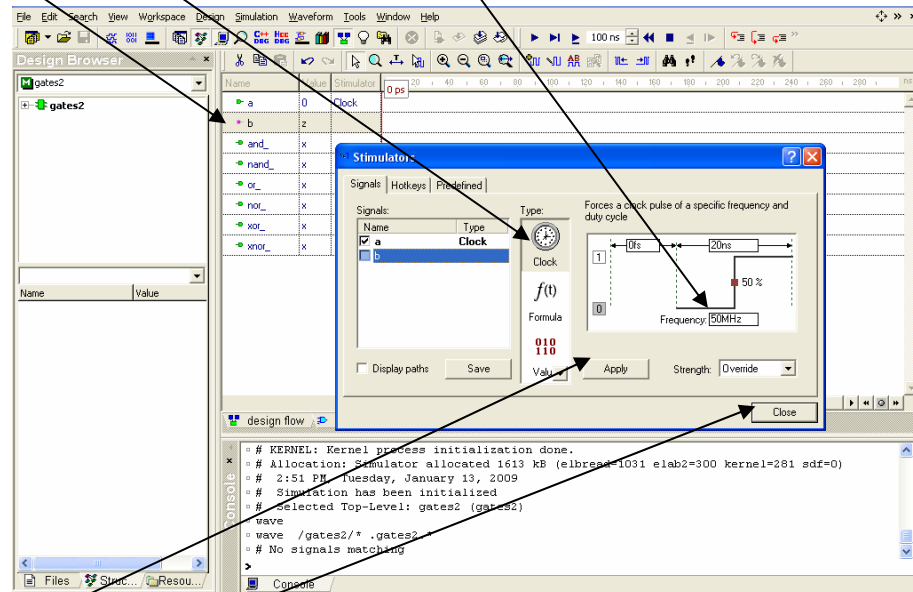 File Edit Search View Workspace Design Simulation Waveform Tools Window Help
100 ns
Design Browser
gates2
gates2
Name Value Stimulator 20 40 60 80 100 120 140 160 180 200 220 240 260 280
0 ps
a 0 Clock
b z
and_ x
nand_ x
or_ x
nor_ x
xor_ x
xnor_ x
Stimulators
Signals Hotkeys Predefined
Signals:
Name Type
a Clock
b
Display paths
Save
Type:
Clock
f(t)
Formula
010
110
Valu
Forces a clock pulse of a specific frequency and
duty cycle
0fs 20ns
1
50 %
0
Frequency: 50MHz
Apply
Strength: Override
Close
Name Value
design flow
Console
# KERNEL: Kernel process initialization done.
# Allocation: Simulator allocated 1613 kB (elbread=1031 elab2=300 kernel=281 sdf=0)
# 2:51 PM, Tuesday, January 13, 2009
# Simulation has been initialized
# Selected Top-Level: gates2 (gates2)
wave
wave /gates2/* .gates2.*
# No signals matching
>
Files Struc... Resou...
Console